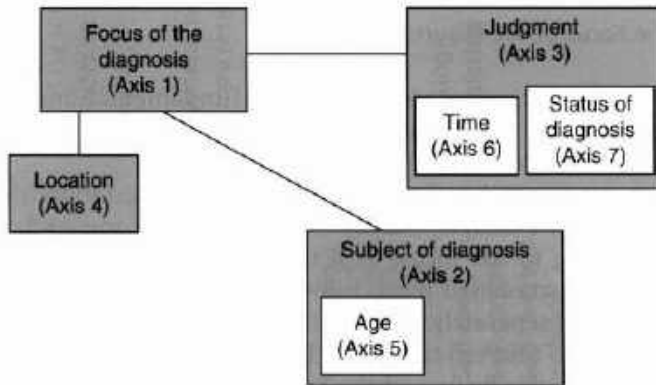 Focus of the
diagnosis
(Axis 1)
Judgment
(Axis 3)
Time
(Axis 6)
Status of
diagnosis
(Axis 7)
Location
(Axis 4)
Subject of diagnosis
(Axis 2)
Age
(Axis 5)